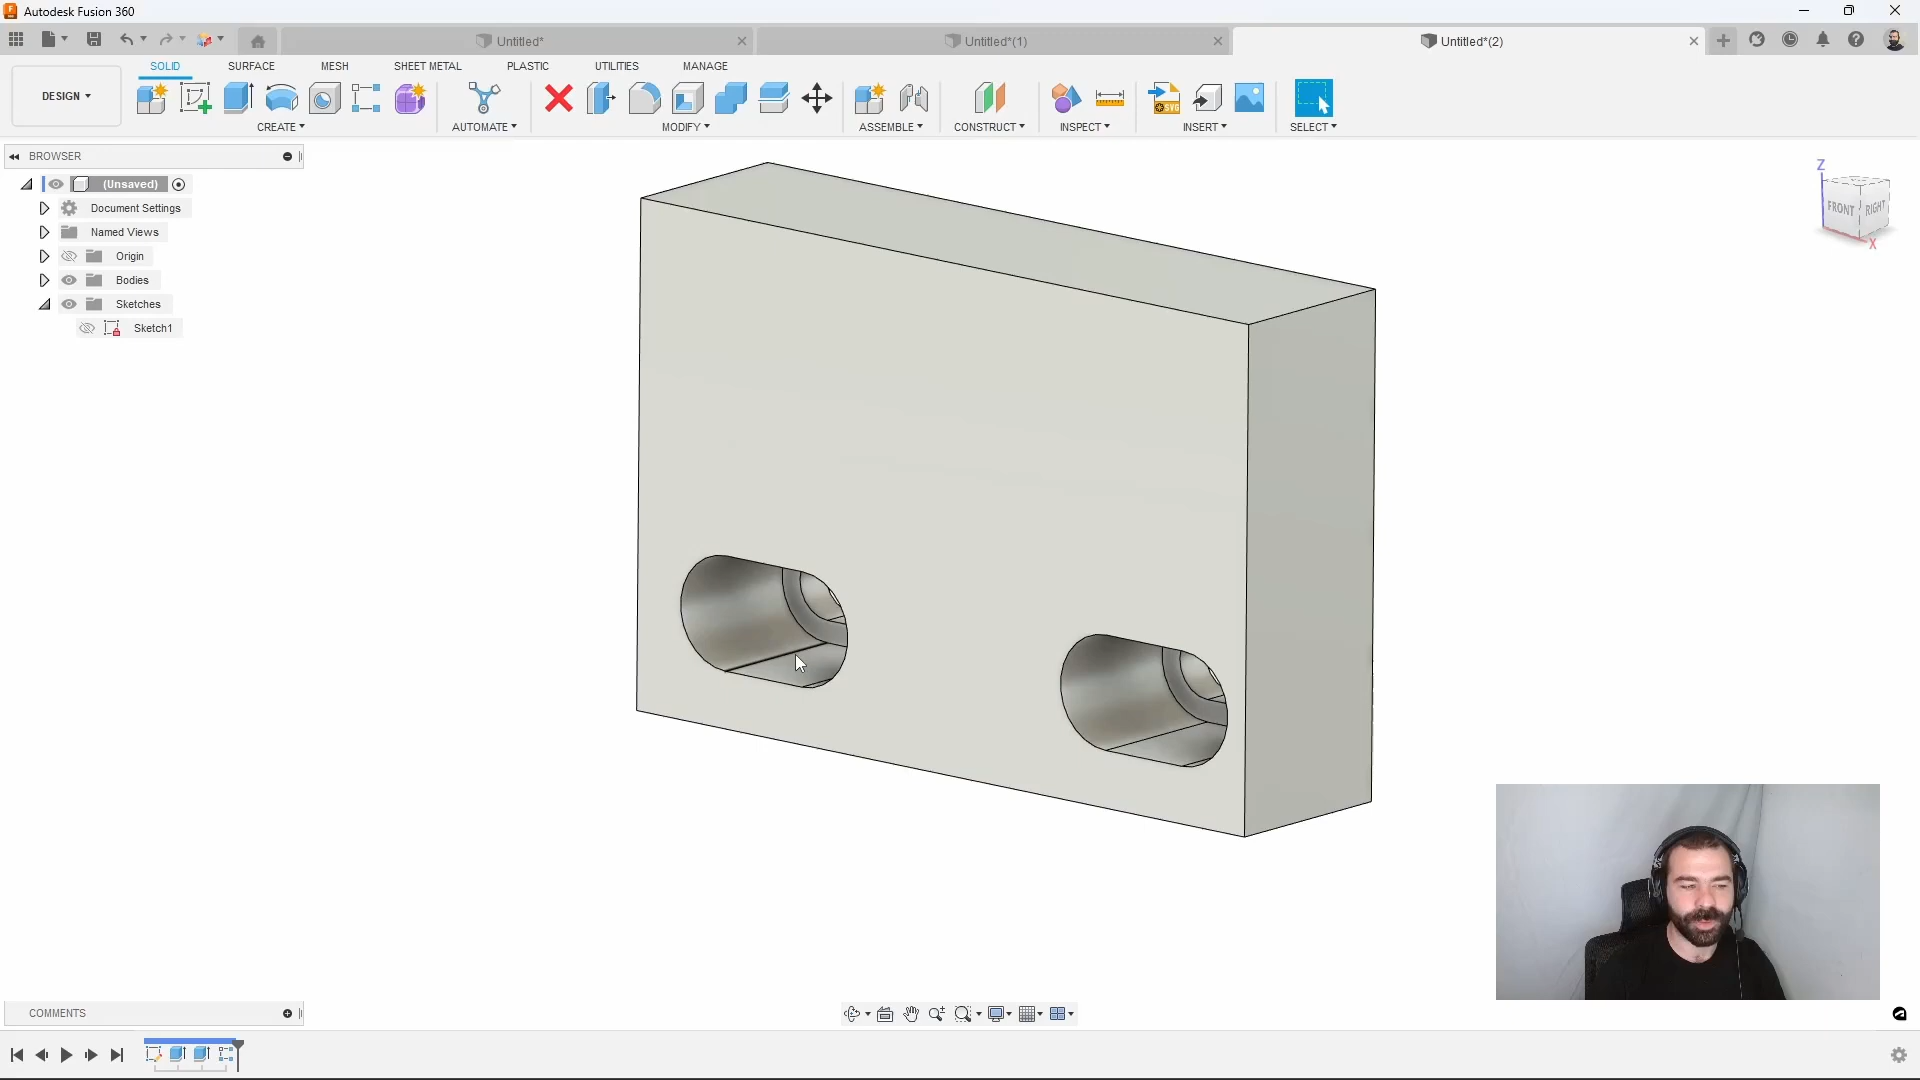 Autodesk Fusion 360
Untitled*
Untitled*(1)
Untitled*(2)
SOLID SURFACE MESH SHEET METAL PLASTIC UTILITIES MANAGE
DESIGN
SVG
CREATE AUTOMATE MODIFY ASSEMBLE CONSTRUCT INSPECT INSERT SELECT
BROWSER
(Unsaved)
Document Settings
Named Views
Origin
Bodies
Sketches
Sketch1
Z
FRONT RIGHT
X
COMMENTS